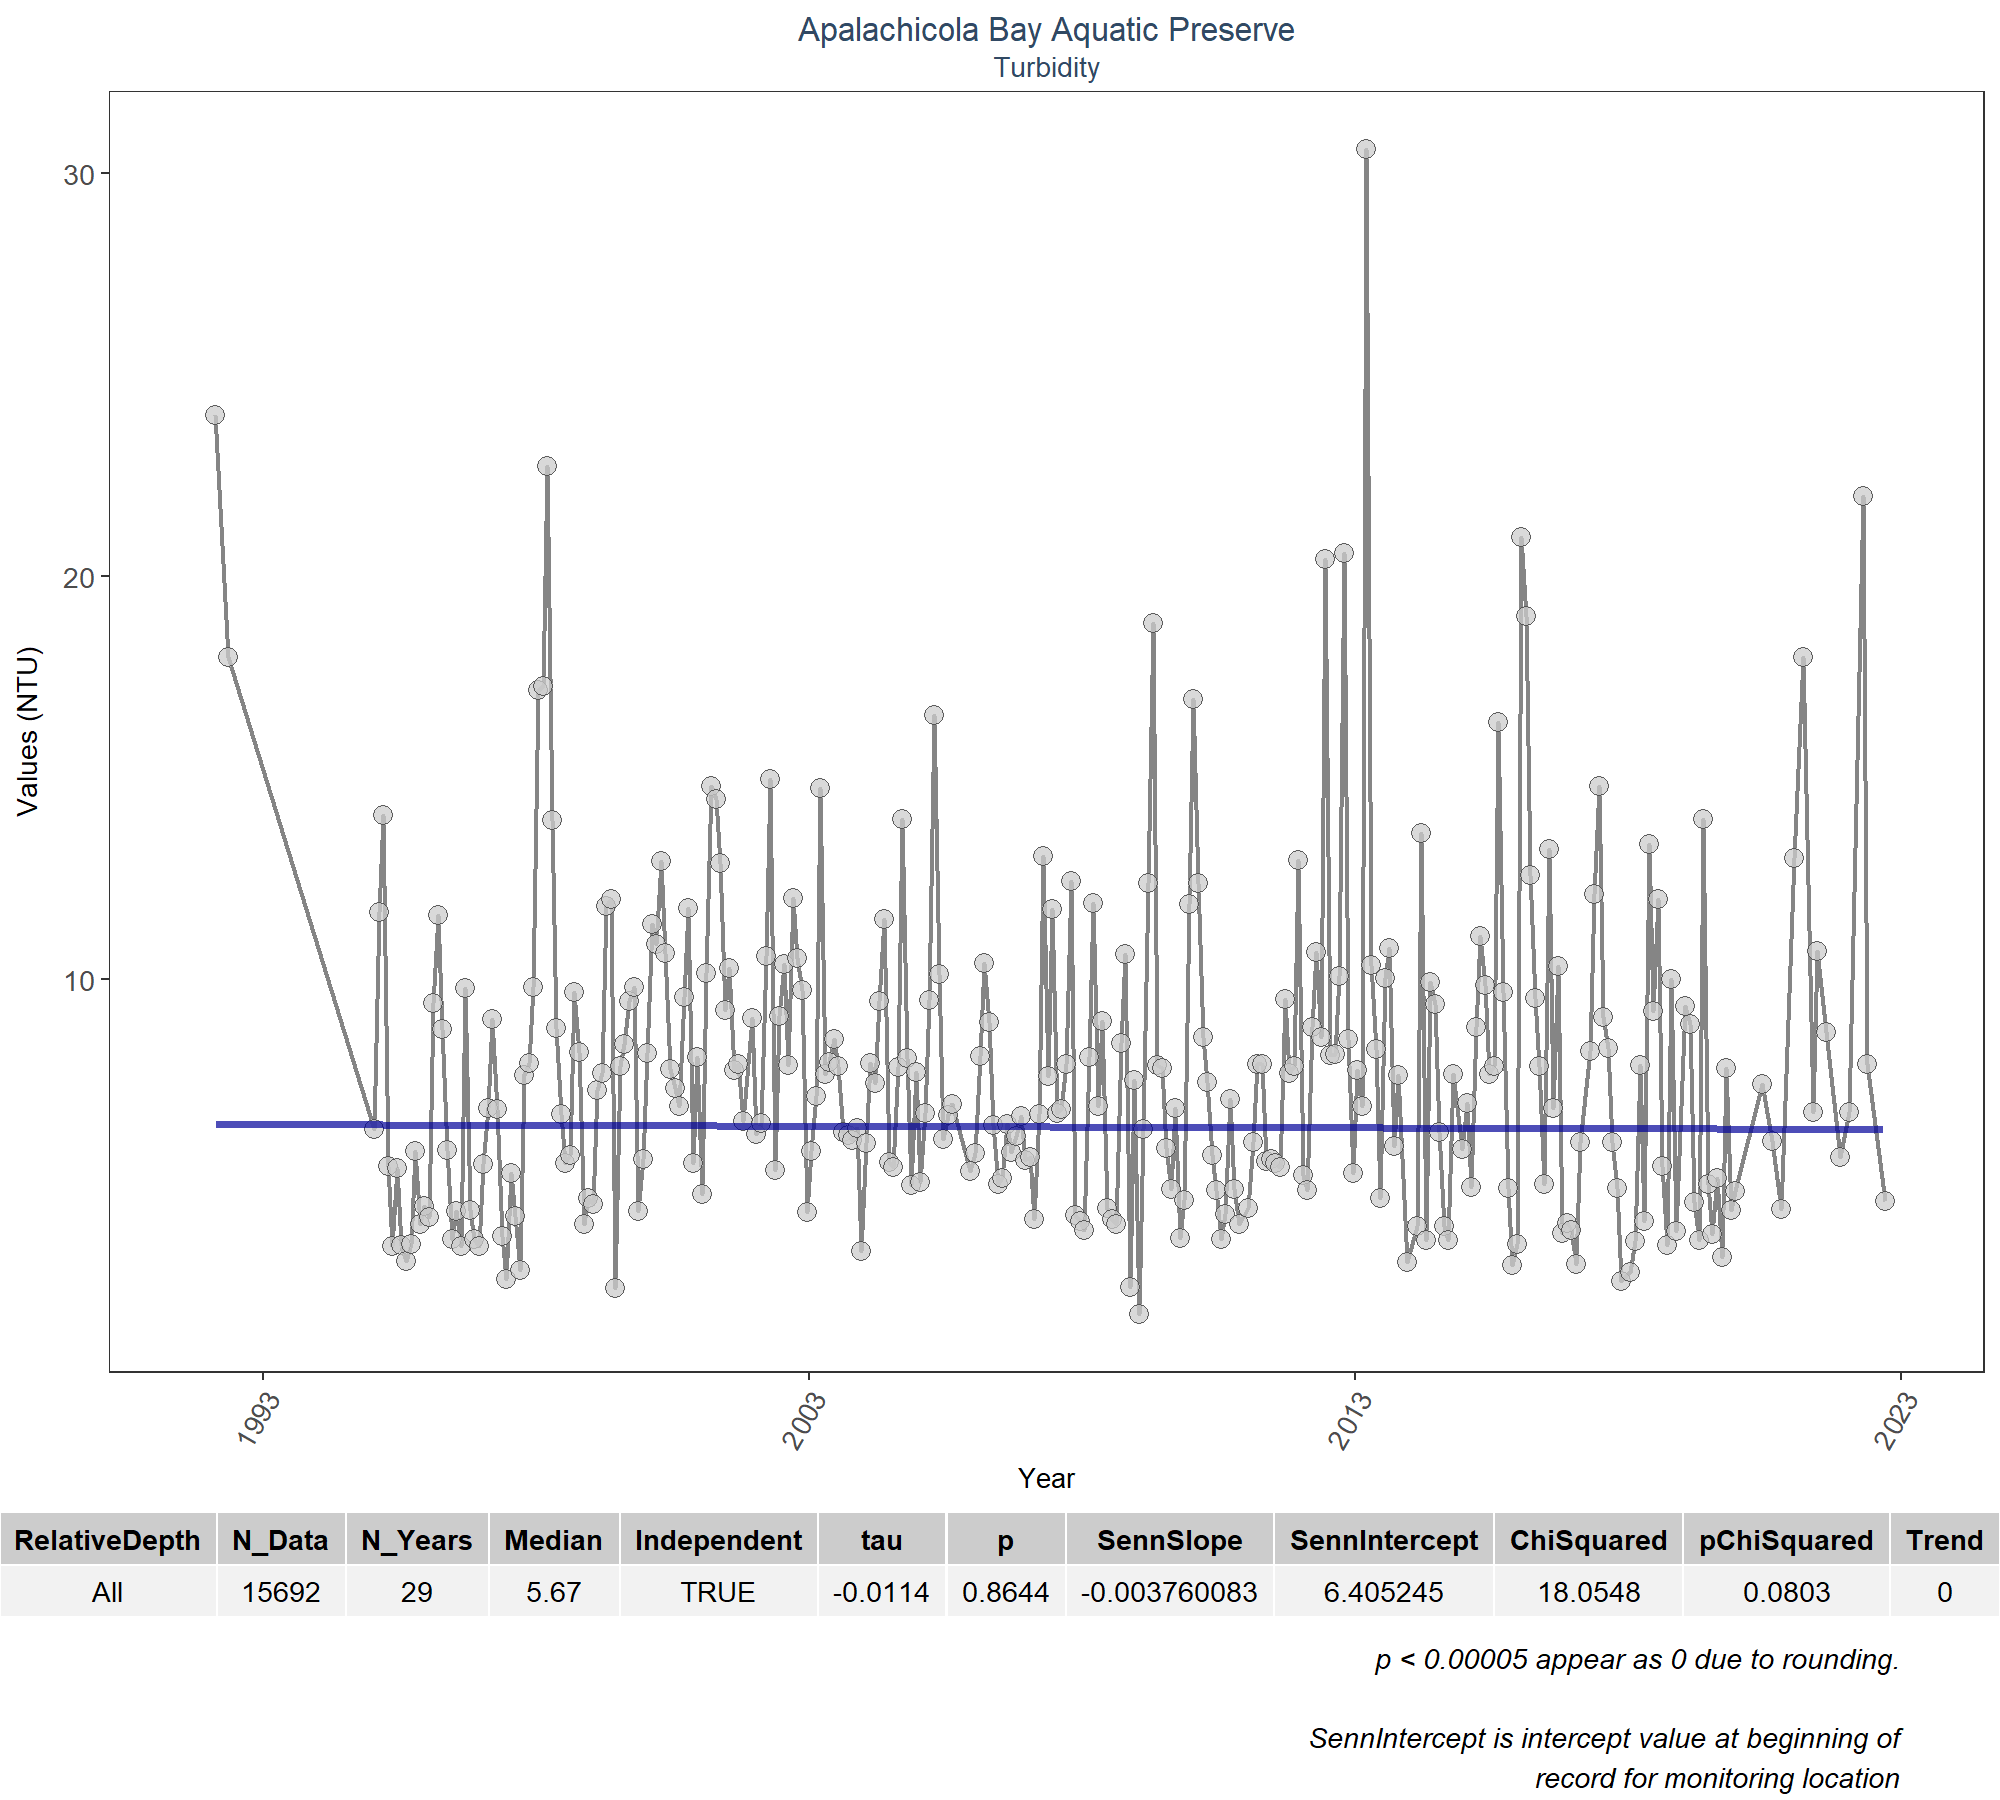 Apalachicola Bay Aquatic Preserve
Turbidity
30
20
10
Values (NTU)
1993
2003
2013
2023
Year
RelativeDepth N_Data N_Years Median Independent tau p SennSlope SennIntercept ChiSquared pChiSquared Trend
All 15692 29 5.67 TRUE -0.0114 0.8644 -0.003760083 6.405245 18.0548 0.0803 0
p < 0.00005 appear as 0 due to rounding.
SennIntercept is intercept value at beginning of
record for monitoring location